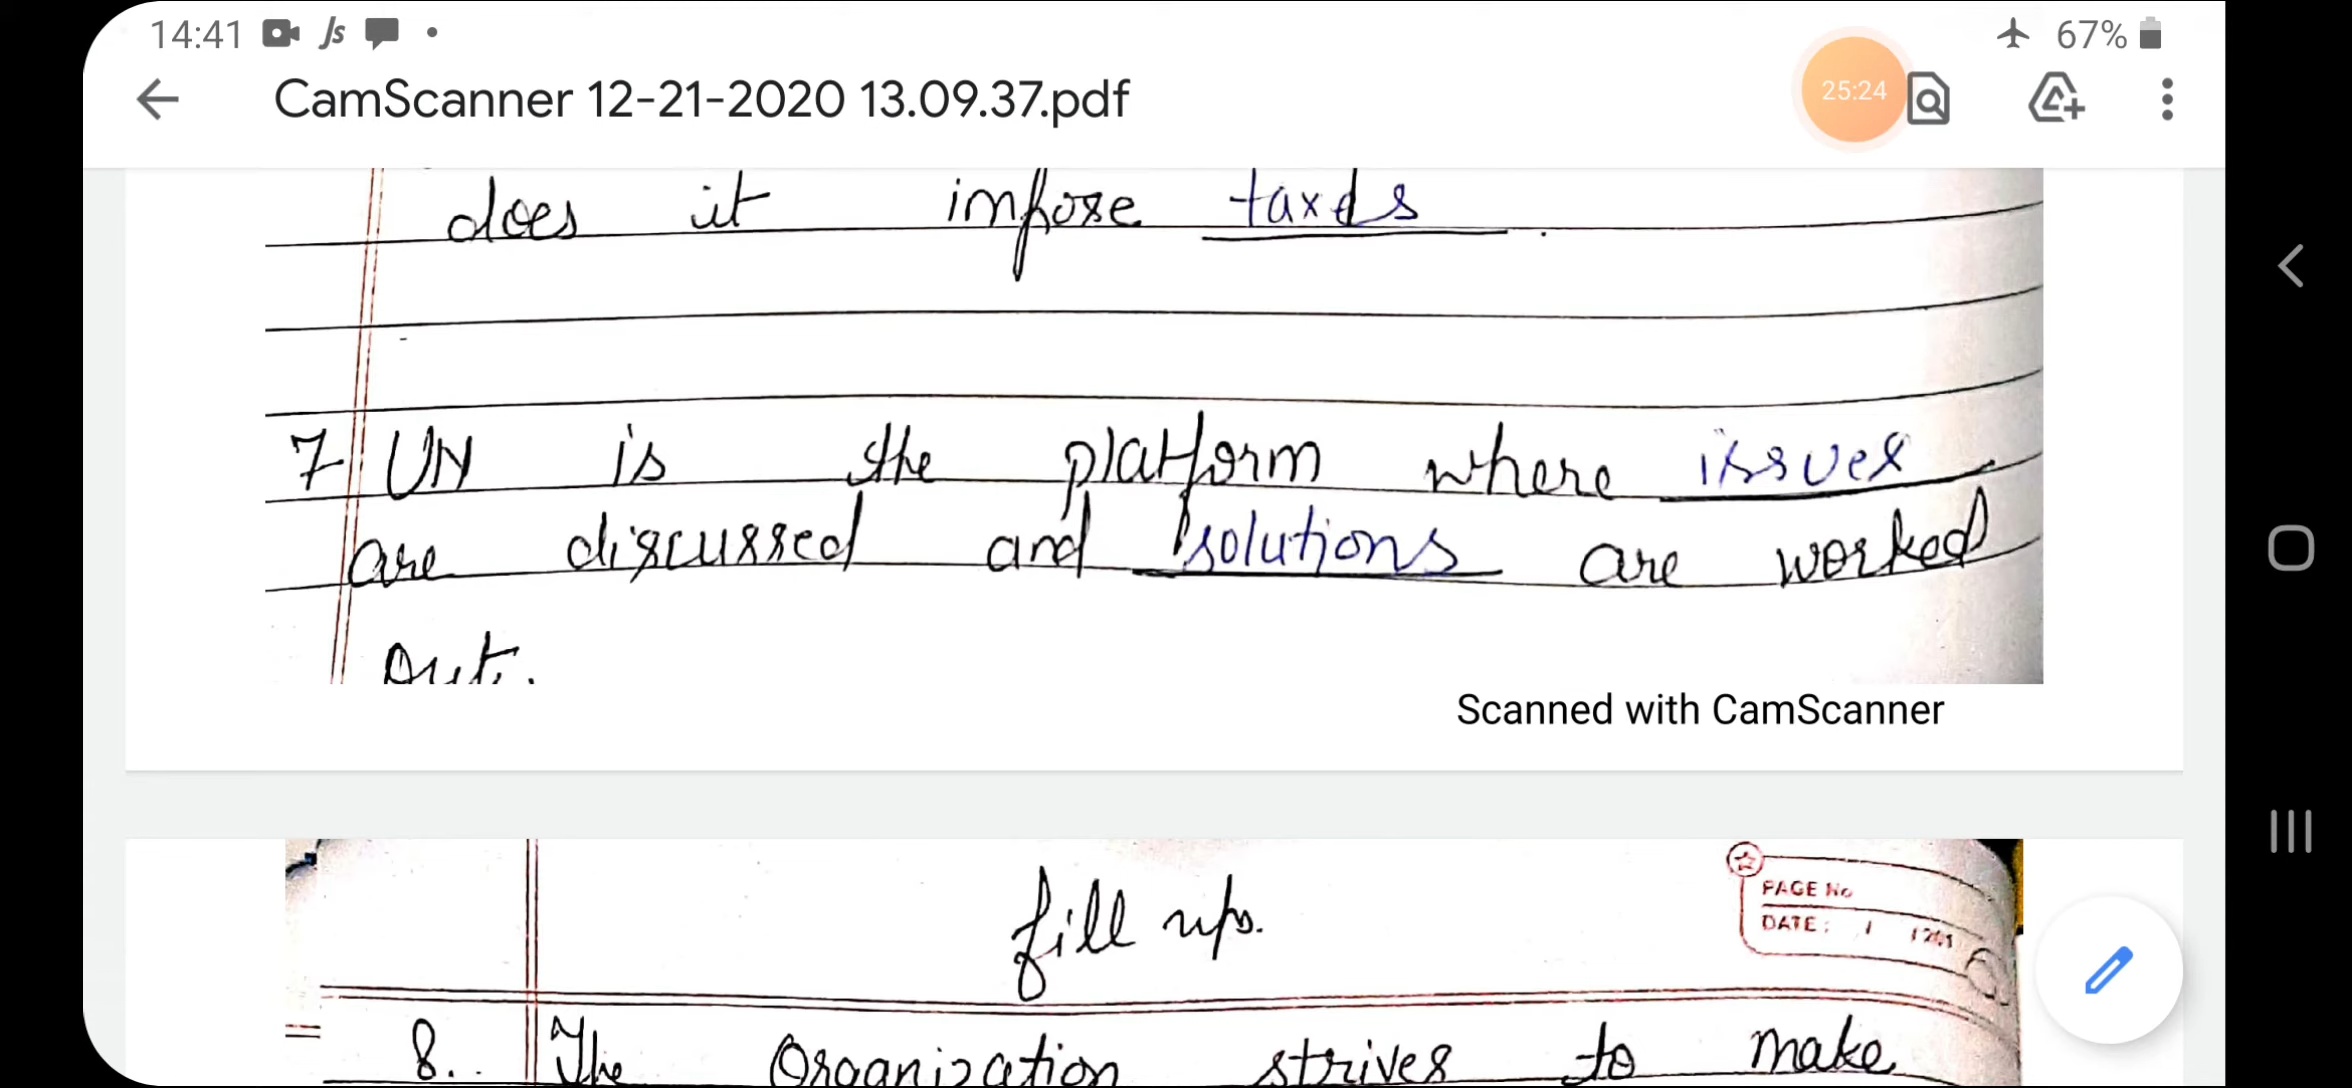 14:41 Js 67%
CamScanner 12-21-2020 13.09.37.pdf
25:24
does it impose taxes.
7 UN is the platform where issues
are discussed and solutions are worked
out.
Scanned with CamScanner
fill ups.
PAGE No
DATE: / /201
8. The Organization strives to make